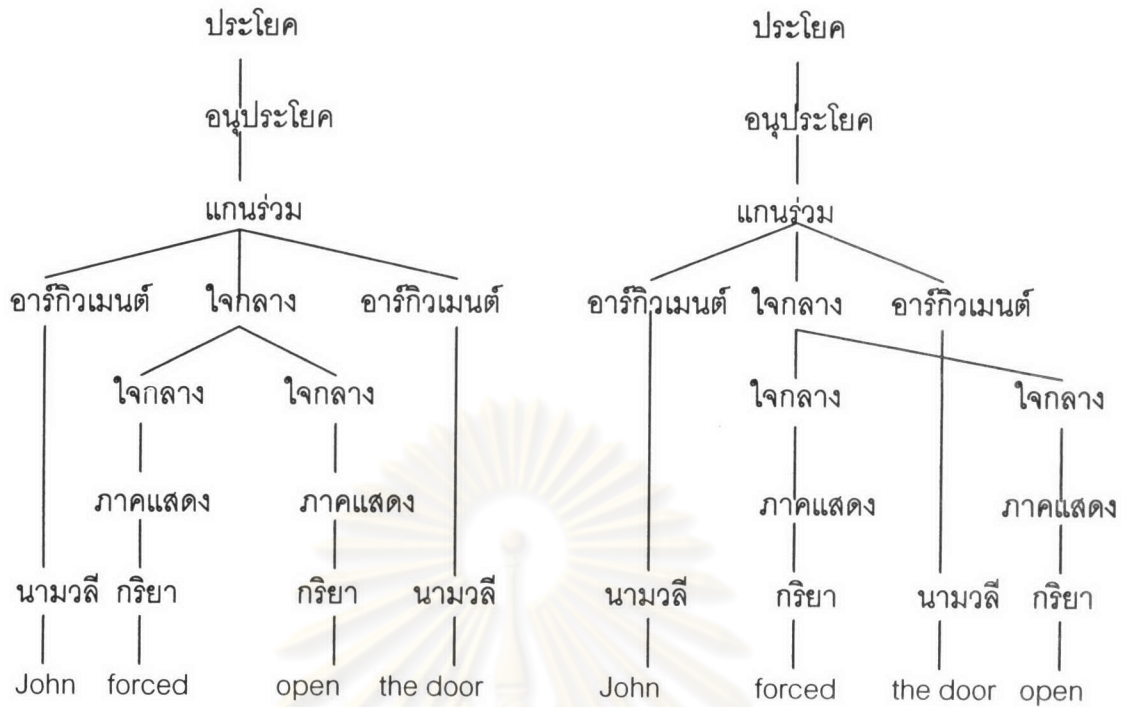 ประโยค ประโยค
อนุประโยค อนุประโยค
แกนร่วม แกนร่วม
อาร์กิวเมนต์ ใจกลาง อาร์กิวเมนต์ อาร์กิวเมนต์ ใจกลาง อาร์กิวเมนต์
ใจกลาง ใจกลาง ใจกลาง ใจกลาง
ภาคแสดง ภาคแสดง ภาคแสดง ภาคแสดง
นามวลี กริยา กริยา นามวลี นามวลี กริยา นามวลี กริยา
John forced open the door John forced the door open